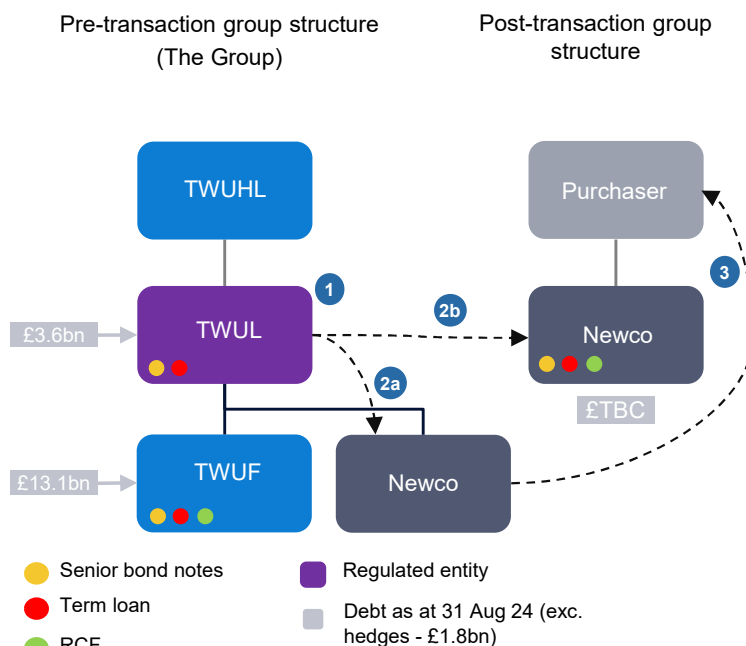 Pre-transaction group structure
(The Group)
Post-transaction group
structure
TWUHL
Purchaser
1
3
2b
£3.6bn
TWUL
Newco
2a
£TBC
£13.1bn
TWUF
Newco
Senior bond notes
Regulated entity
Term loan
Debt as at 31 Aug 24 (exc.
hedges - £1.8bn)
RCF